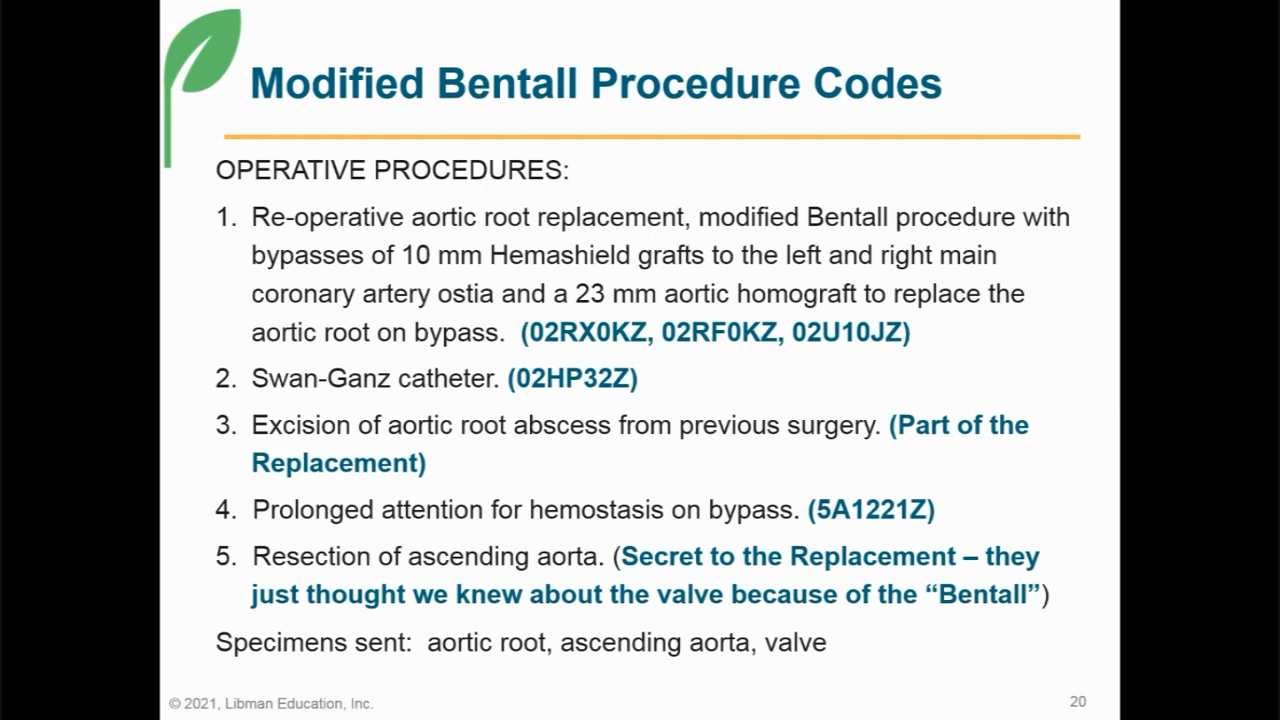 Modified Bentall Procedure Codes
OPERATIVE PROCEDURES:
1. Re-operative aortic root replacement, modified Bentall procedure with
bypasses of 10 mm Hemashield grafts to the left and right main
coronary artery ostia and a 23 mm aortic homograft to replace the
aortic root on bypass. (02RX0KZ, 02RF0KZ, 02U10JZ)
2. Swan-Ganz catheter. (02HP32Z)
3. Excision of aortic root abscess from previous surgery. (Part of the
Replacement)
4. Prolonged attention for hemostasis on bypass. (5A1221Z)
5. Resection of ascending aorta. (Secret to the Replacement – they
just thought we knew about the valve because of the “Bentall”)
Specimens sent: aortic root, ascending aorta, valve
© 2021, Libman Education, Inc.
20